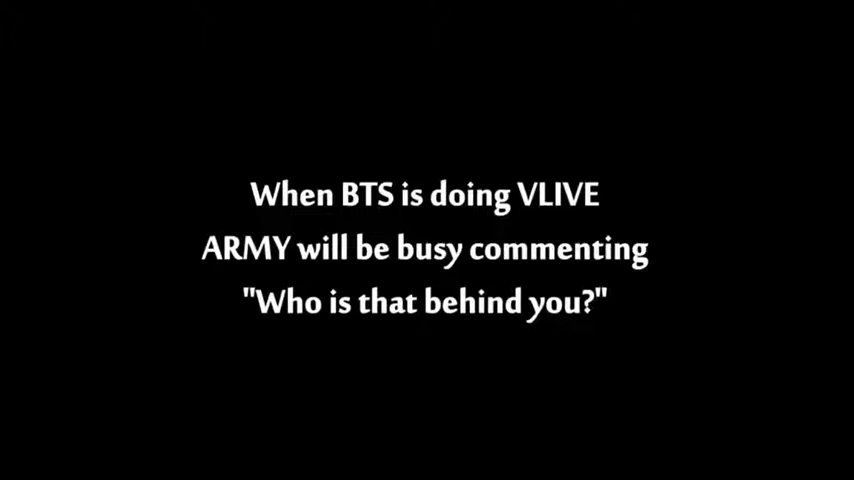 When BTS is doing VLIVE
ARMY will be busy commenting
"Who is that behind you?"